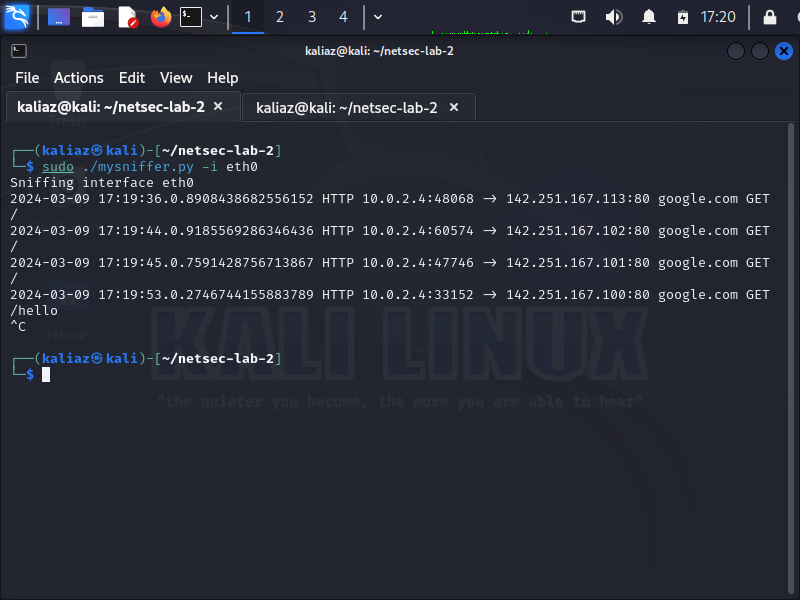 1 2 3 4 17:20
kaliaz@kali: ~/netsec-lab-2
File Actions Edit View Help
kaliaz@kali: ~/netsec-lab-2 × kaliaz@kali: ~/netsec-lab-2 ×
Trash
┌──(kaliaz㉿kali)-[~/netsec-lab-2]
└─$ sudo ./mysniffer.py -i eth0
Sniffing interface eth0
2024-03-09 17:19:36.0.8908438682556152 HTTP 10.0.2.4:48068 -> 142.251.167.113:80 google.com GET
/
2024-03-09 17:19:44.0.9185569286346436 HTTP 10.0.2.4:60574 -> 142.251.167.102:80 google.com GET
/
2024-03-09 17:19:45.0.7591428756713867 HTTP 10.0.2.4:47746 -> 142.251.167.101:80 google.com GET
/
2024-03-09 17:19:53.0.2746744155883789 HTTP 10.0.2.4:33152 -> 142.251.167.100:80 google.com GET
/hello
^C
Home
KALI LINUX
┌──(kaliaz㉿kali)-[~/netsec-lab-2]
└─$
"the quieter you become, the more you are able to hear"